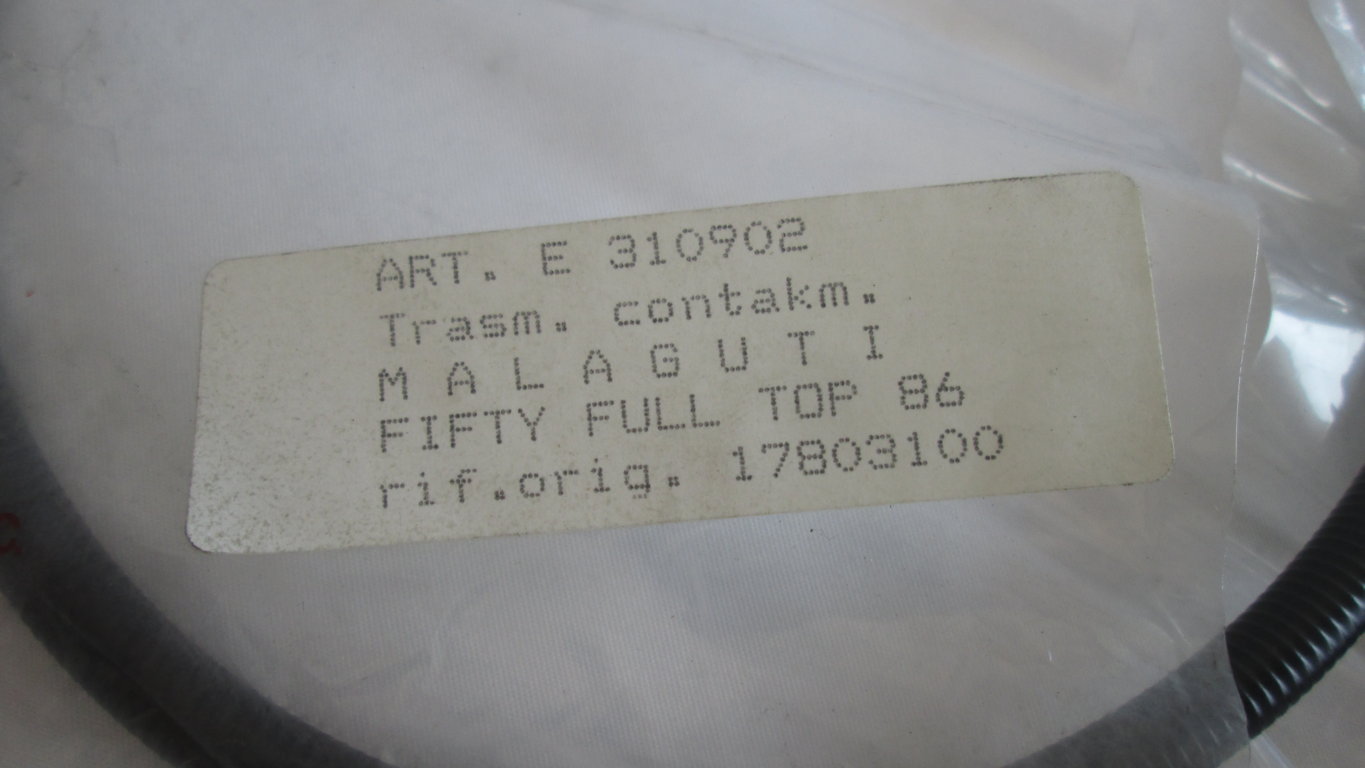 ART. E 310902
Trasm. contakm.
M A L A G U T I
FIFTY FULL TOP 86
rif.orig. 17803100